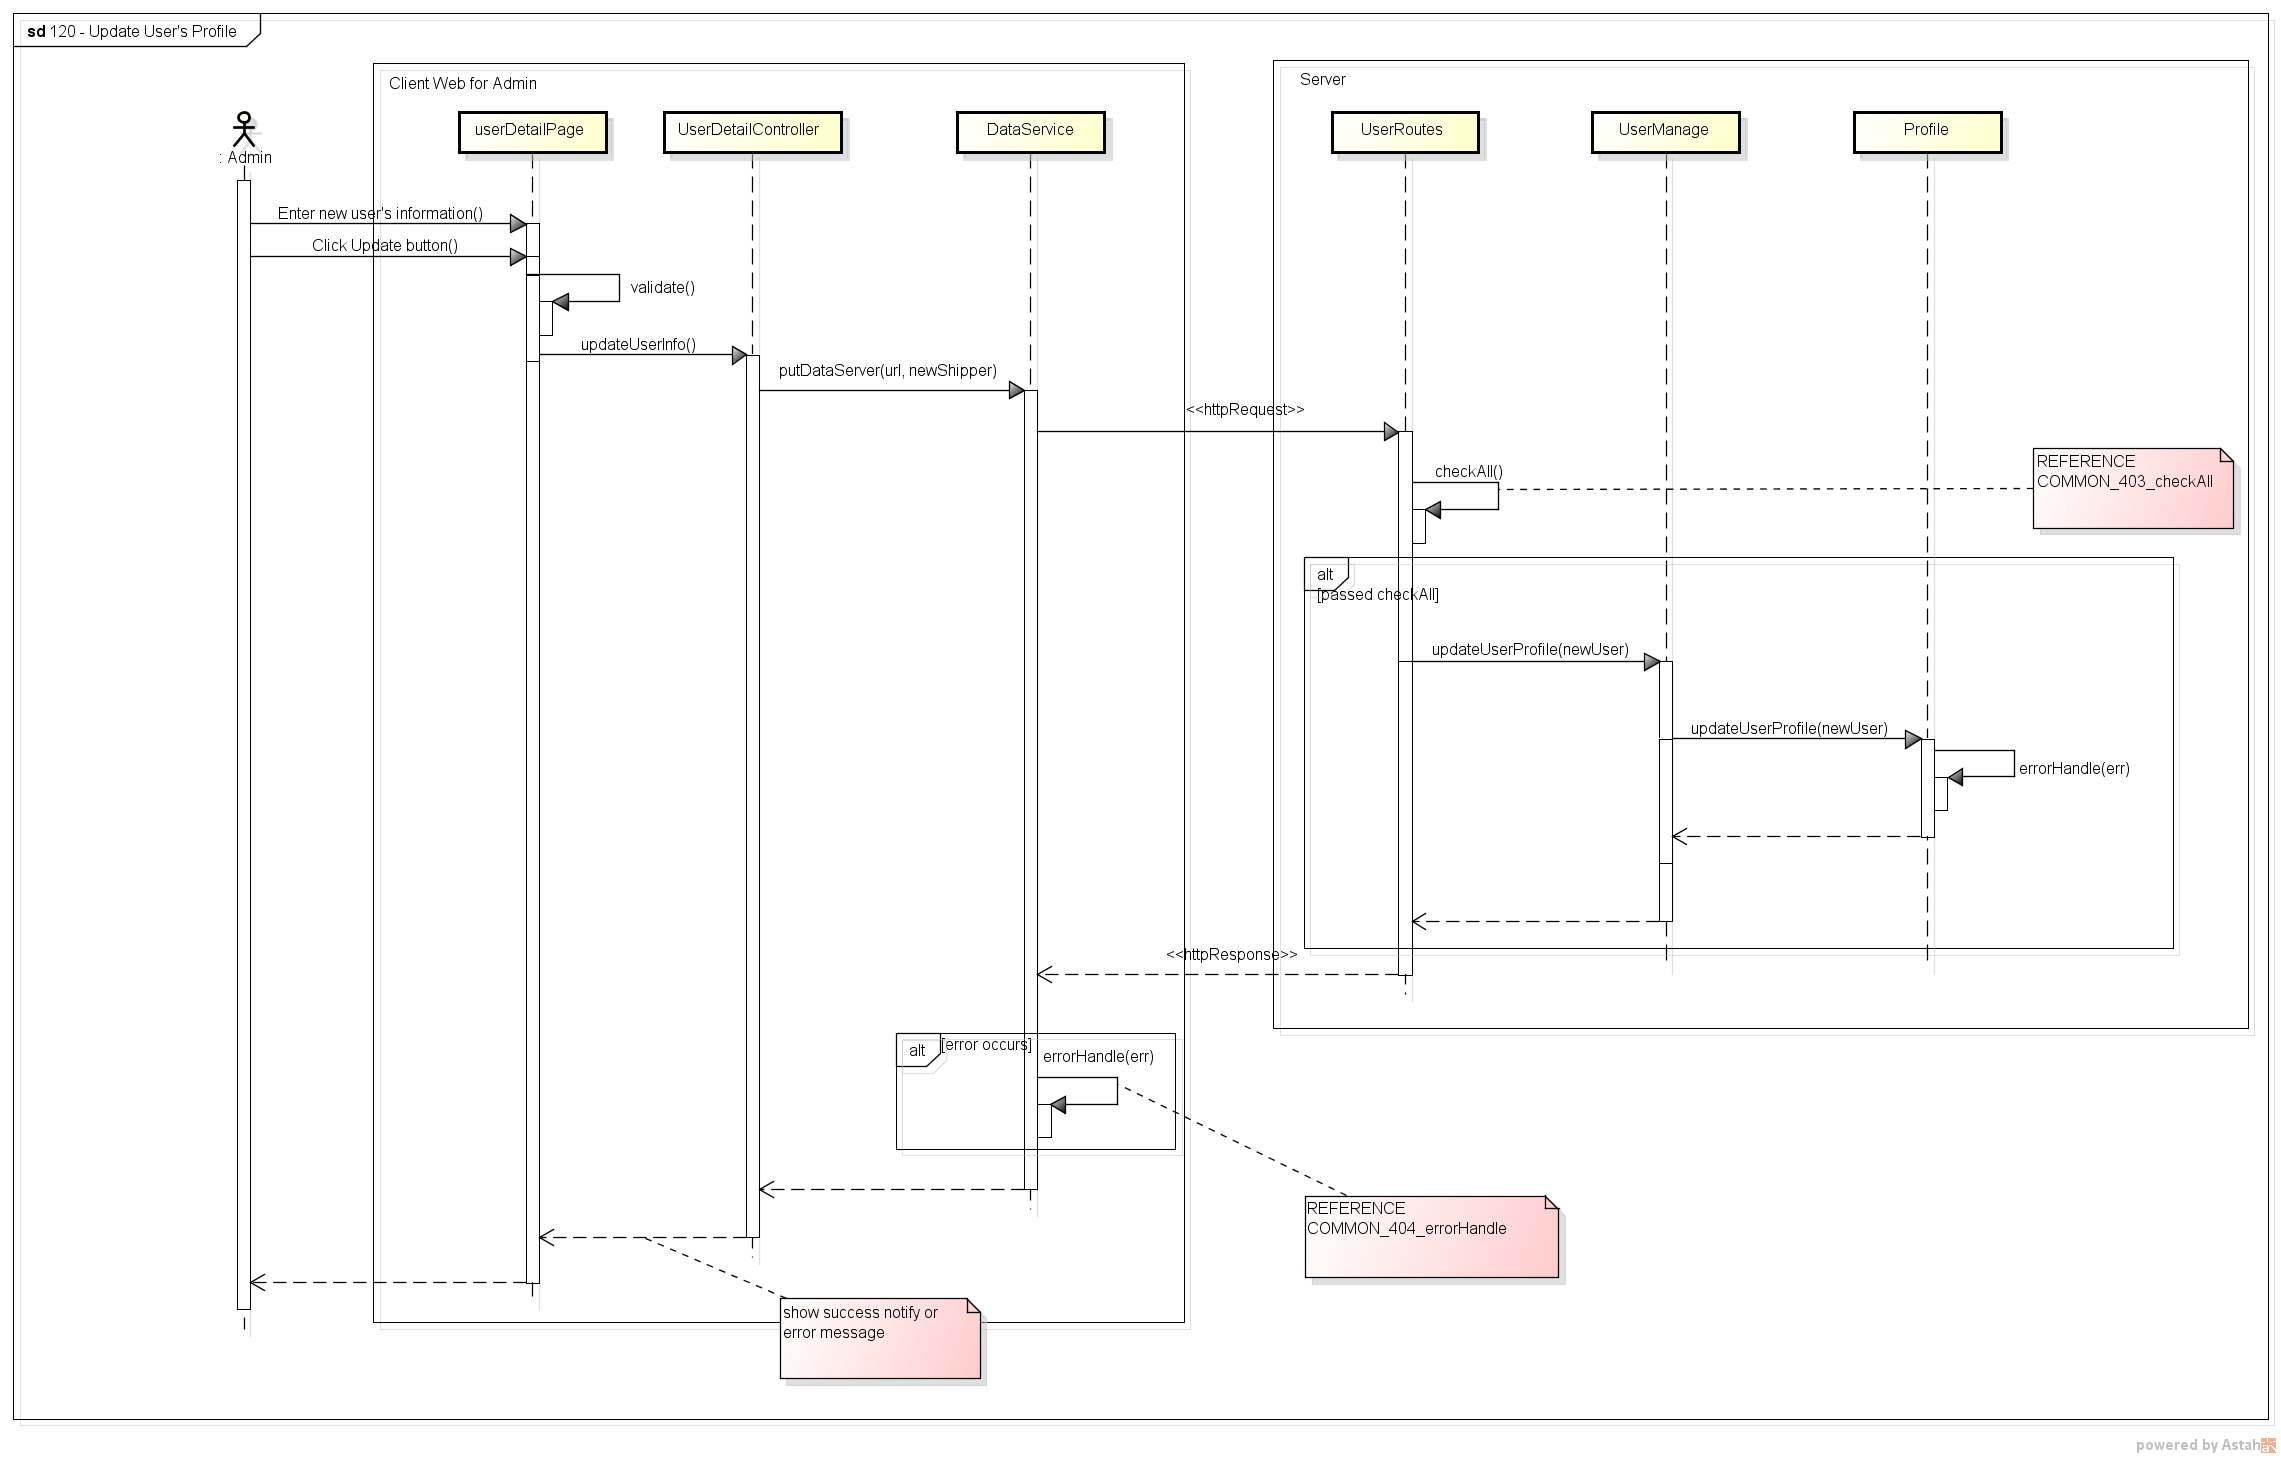 sd 120 - Update User's Profile
Client Web for Admin
Server
: Admin
userDetailPage
UserDetailController
DataService
UserRoutes
UserManage
Profile
Enter new user's information()
Click Update button()
validate()
updateUserInfo()
putDataServer(url, newShipper)
<<httpRequest>>
checkAll()
REFERENCE
COMMON_403_checkAll
alt
[passed checkAll]
updateUserProfile(newUser)
updateUserProfile(newUser)
errorHandle(err)
<<httpResponse>>
alt
[error occurs]
errorHandle(err)
REFERENCE
COMMON_404_errorHandle
show success notify or
error message
powered by Astah